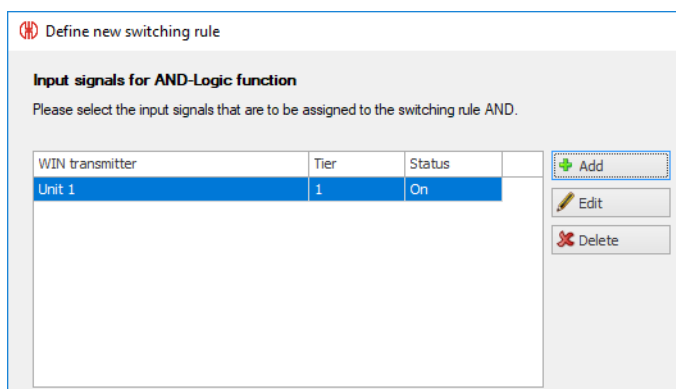 Define new switching rule
Input signals for AND-Logic function
Please select the input signals that are to be assigned to the switching rule AND.
WIN transmitter Tier Status
Unit 1 1 On
Add
Edit
Delete